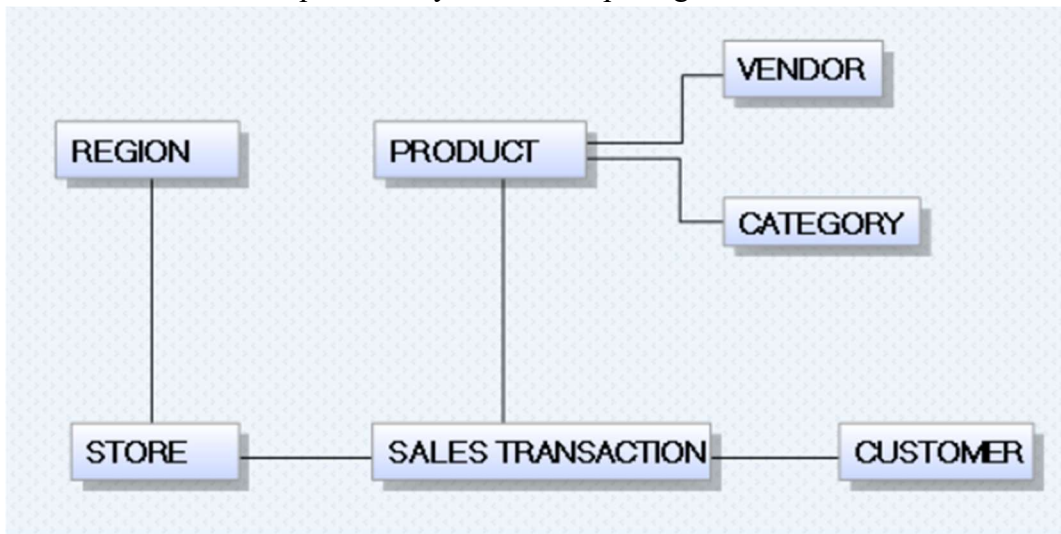 VENDOR
REGION
PRODUCT
CATEGORY
STORE
SALES TRANSACTION
CUSTOMER